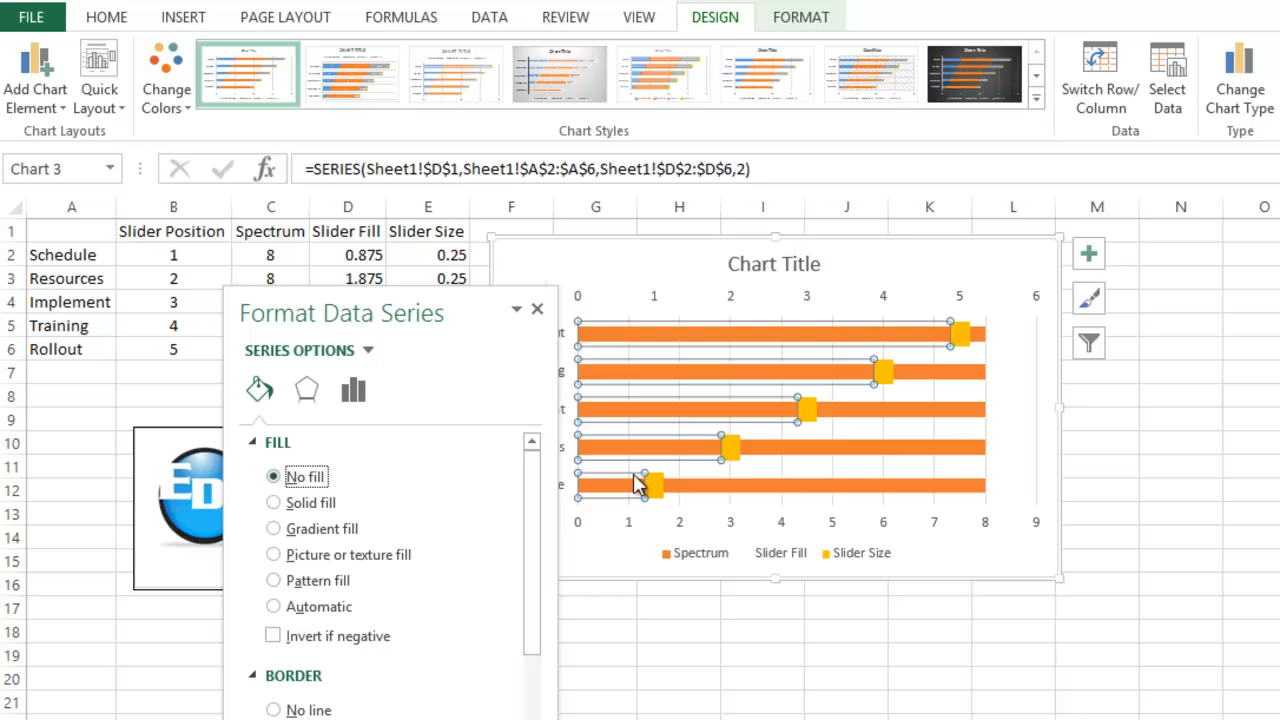 FILE HOME INSERT PAGE LAYOUT FORMULAS DATA REVIEW VIEW DESIGN FORMAT
Add Chart Element
Quick Layout
Change Colors
Switch Row/ Column
Select Data
Change Chart Type
Chart Layouts Chart Styles Data Type
Chart 3 fx =SERIES(Sheet1!$D$1,Sheet1!$A$2:$A$6,Sheet1!$D$2:$D$6,2)
A B C D E F G H I J K L M N O
1 Slider Position Spectrum Slider Fill Slider Size
2 Schedule 1 8 0.875 0.25
3 Resources 2 8 1.875 0.25
4 Implement 3
5 Training 4
6 Rollout 5
7
8
9
10
11
12
13
14
15
16
17
18
19
20
21
ED
Format Data Series
SERIES OPTIONS
FILL
No fill
Solid fill
Gradient fill
Picture or texture fill
Pattern fill
Automatic
Invert if negative
BORDER
No line
Chart Title
0 1 2 3 4 5 6
t
g
t
s
e
0 1 2 3 4 5 6 7 8 9
Spectrum Slider Fill Slider Size